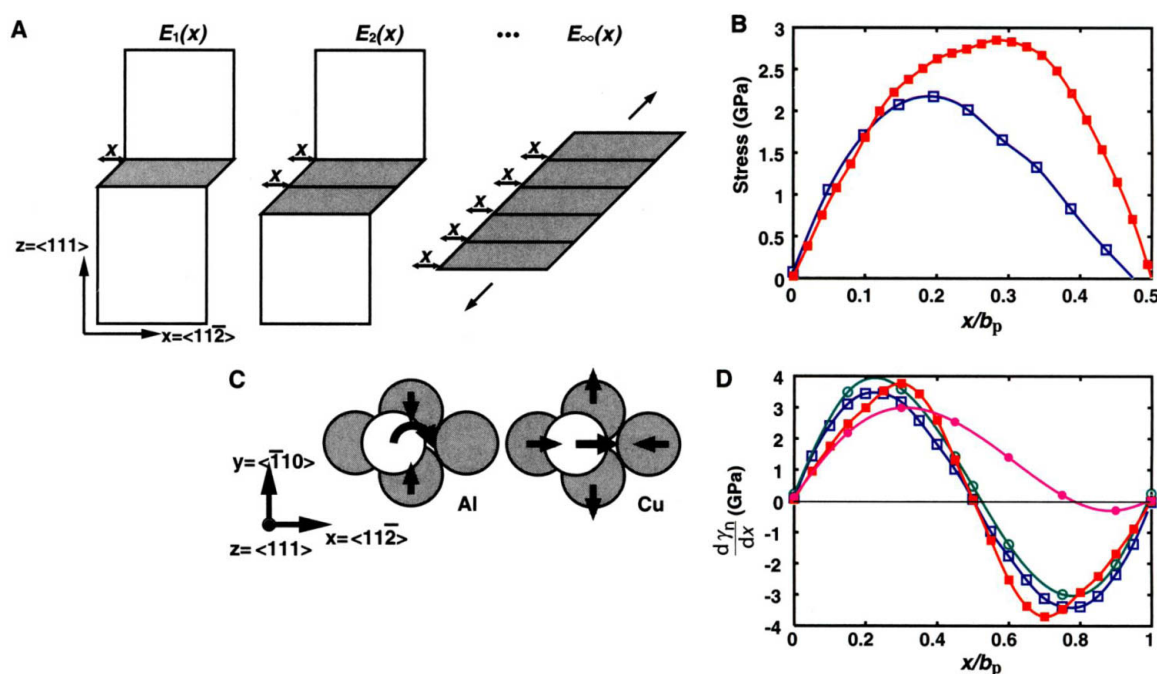 A
E₁(x) E₂(x) ••• E∞(x)
x
x
x
x
x
x
x
z=<111>
x=<112̅>
B
Stress (GPa)
3
2.5
2
1.5
1
0.5
0
0 0.1 0.2 0.3 0.4 0.5
x/bₚ
C
y=<1̅10>
z=<111>
x=<112̅>
Al
Cu
D
dγₙ
dx
(GPa)
4
3
2
1
0
-1
-2
-3
-4
0 0.2 0.4 0.6 0.8 1
x/bₚ